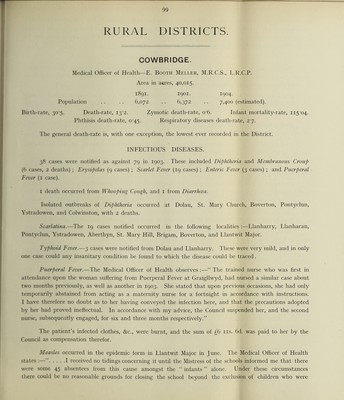 99
RURAL DISTRICTS.
COWBRIDGE.
Medical Officer of Health—E. BOOTH MELLER, M.R.C.S., L.R.C.P.
Area in acres, 40,015.
1891. 1901. 1904.
Population .. .. 6,072 .. 6,372 .. 7,400 (estimated).
Birth-rate, 30·5. Death-rate, 13·2. Zymotic death-rate, 0·6. Infant mortality-rate, 115·04.
Phthisis death-rate, 0·45. Respiratory diseases death-rate, 2·7.
The general death-rate is, with one exception, the lowest ever recorded in the District.
INFECTIOUS DISEASES.
38 cases were notified as against 79 in 1903. These included Diphtheria and Membranous Croup
(6 cases, 2 deaths); Erysipelas (9 cases); Scarlet Fever (19 cases); Enteric Fever (3 cases); and Puerperal
Fever (1 case).
1 death occurred from Whooping Cough, and 1 from Diarrhœa.
Isolated outbreaks of Diphtheria occurred at Dolan, St. Mary Church, Boverton, Pontyclun,
Ystradowen, and Colwinston, with 2 deaths.
Scarlatina.—The 19 cases notified occurred in the following localities:—Llanharry, Llanharan,
Pontyclun, Ystradowen, Aberthyn, St. Mary Hill, Brigam, Boverton, and Llantwit Major.
Typhoid Fever.—3 cases were notified from Dolan and Llanharry. These were very mild, and in only
one case could any insanitary condition be found to which the disease could be traced.
Puerperal Fever.—The Medical Officer of Health observes:—" The trained nurse who was first in
attendance upon the woman suffering from Puerperal Fever at Graigllwyd, had nursed a similar case about
two months previously, as well as another in 1903. She stated that upon previous occasions, she had only
temporarily abstained from acting as a maternity nurse for a fortnight in accordance with instructions.
I have therefore no doubt as to her having conveyed the infection here, and that the precautions adopted
by her had proved ineffectual. In accordance with my advice, the Council suspended her, and the second
nurse, subsequently engaged, for six and three months respectively."
The patient's infected clothes, &c., were burnt, and the sum of £6 11s. 6d. was paid to her by the
Council as compensation therefor.
Measles occurred in the epidemic form in Llantwit Major in June. The Medical Officer of Health
states:—". . . . .I received no tidings concerning it until the Mistress of the schools informed me that there
were some 45 absentees from this cause amongst the " infants " alone. Under these circumstances
there could be no reasonable grounds for closing the school beyond the exclusion of children who were